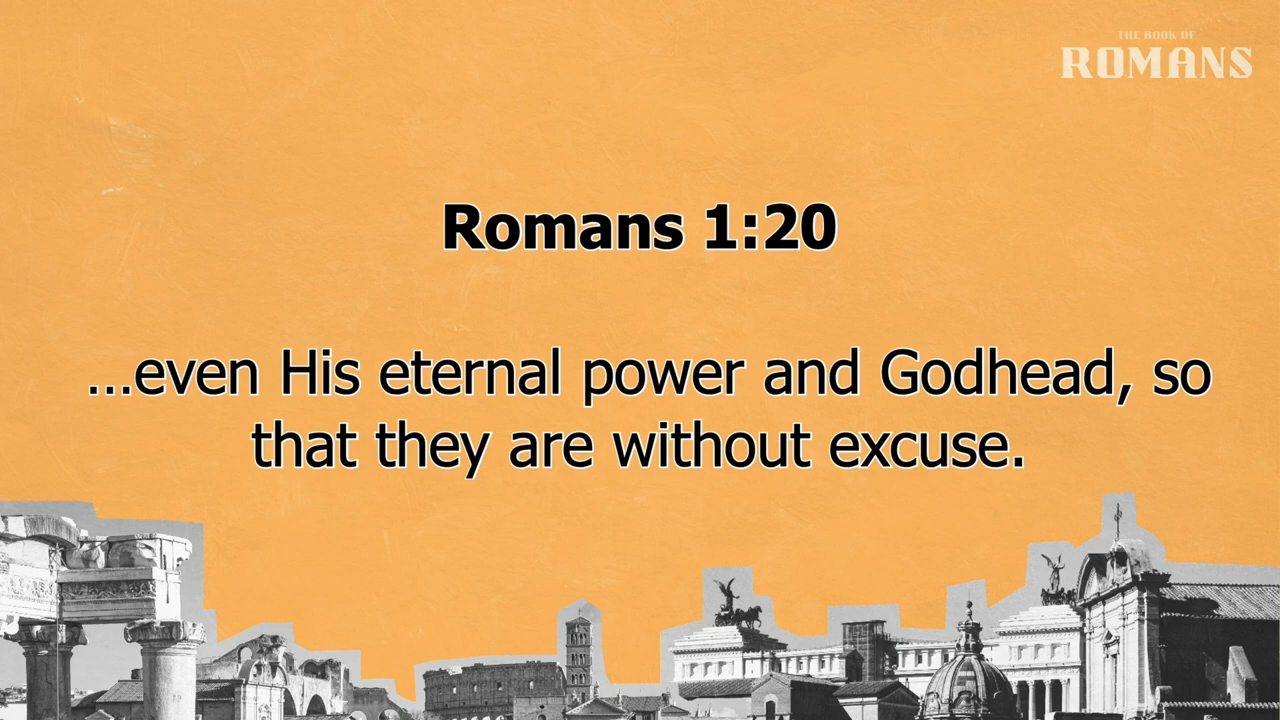 THE BOOK OF
ROMANS
Romans 1:20
...even His eternal power and Godhead, so
that they are without excuse.